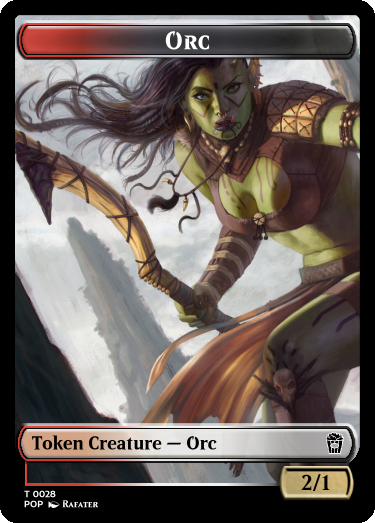 Orc
Token Creature — Orc
2/1
T 0028
POP Rafater